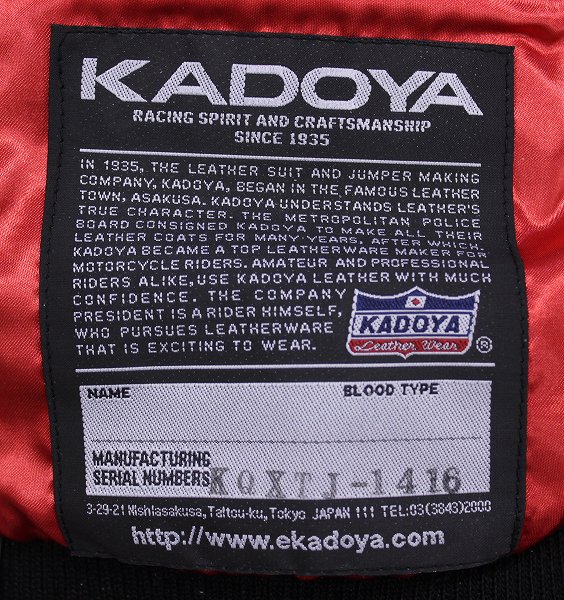 KADOYA
RACING SPIRIT AND CRAFTSMANSHIP
SINCE 1935
IN 1935, THE LEATHER SUIT AND JUMPER MAKING
COMPANY, KADOYA, BEGAN IN THE FAMOUS LEATHER
TOWN, ASAKUSA. KADOYA UNDERSTANDS LEATHER'S
TRUE CHARACTER. THE METROPOLITAN POLICE
BOARD CONSIGNED KADOYA TO MAKE ALL THEIR
LEATHER COATS FOR MANY YEARS, AFTER WHICH,
KADOYA BECAME A TOP LEATHERWARE MAKER FOR
MOTORCYCLE RIDERS. AMATEUR AND PROFESSIONAL
RIDERS ALIKE, USE KADOYA LEATHER WITH MUCH
CONFIDENCE. THE COMPANY
PRESIDENT IS A RIDER HIMSELF,
WHO PURSUES LEATHERWARE
THAT IS EXCITING TO WEAR.
KADOYA
Leather Wear
®
NAME BLOOD TYPE
MANUFACTURING
SERIAL NUMBERS KQXTJ-1416
3-29-21 Nishiasakusa, Taitou-ku, Tokyo JAPAN 111 TEL:03(3843)2000
http://www.ekadoya.com